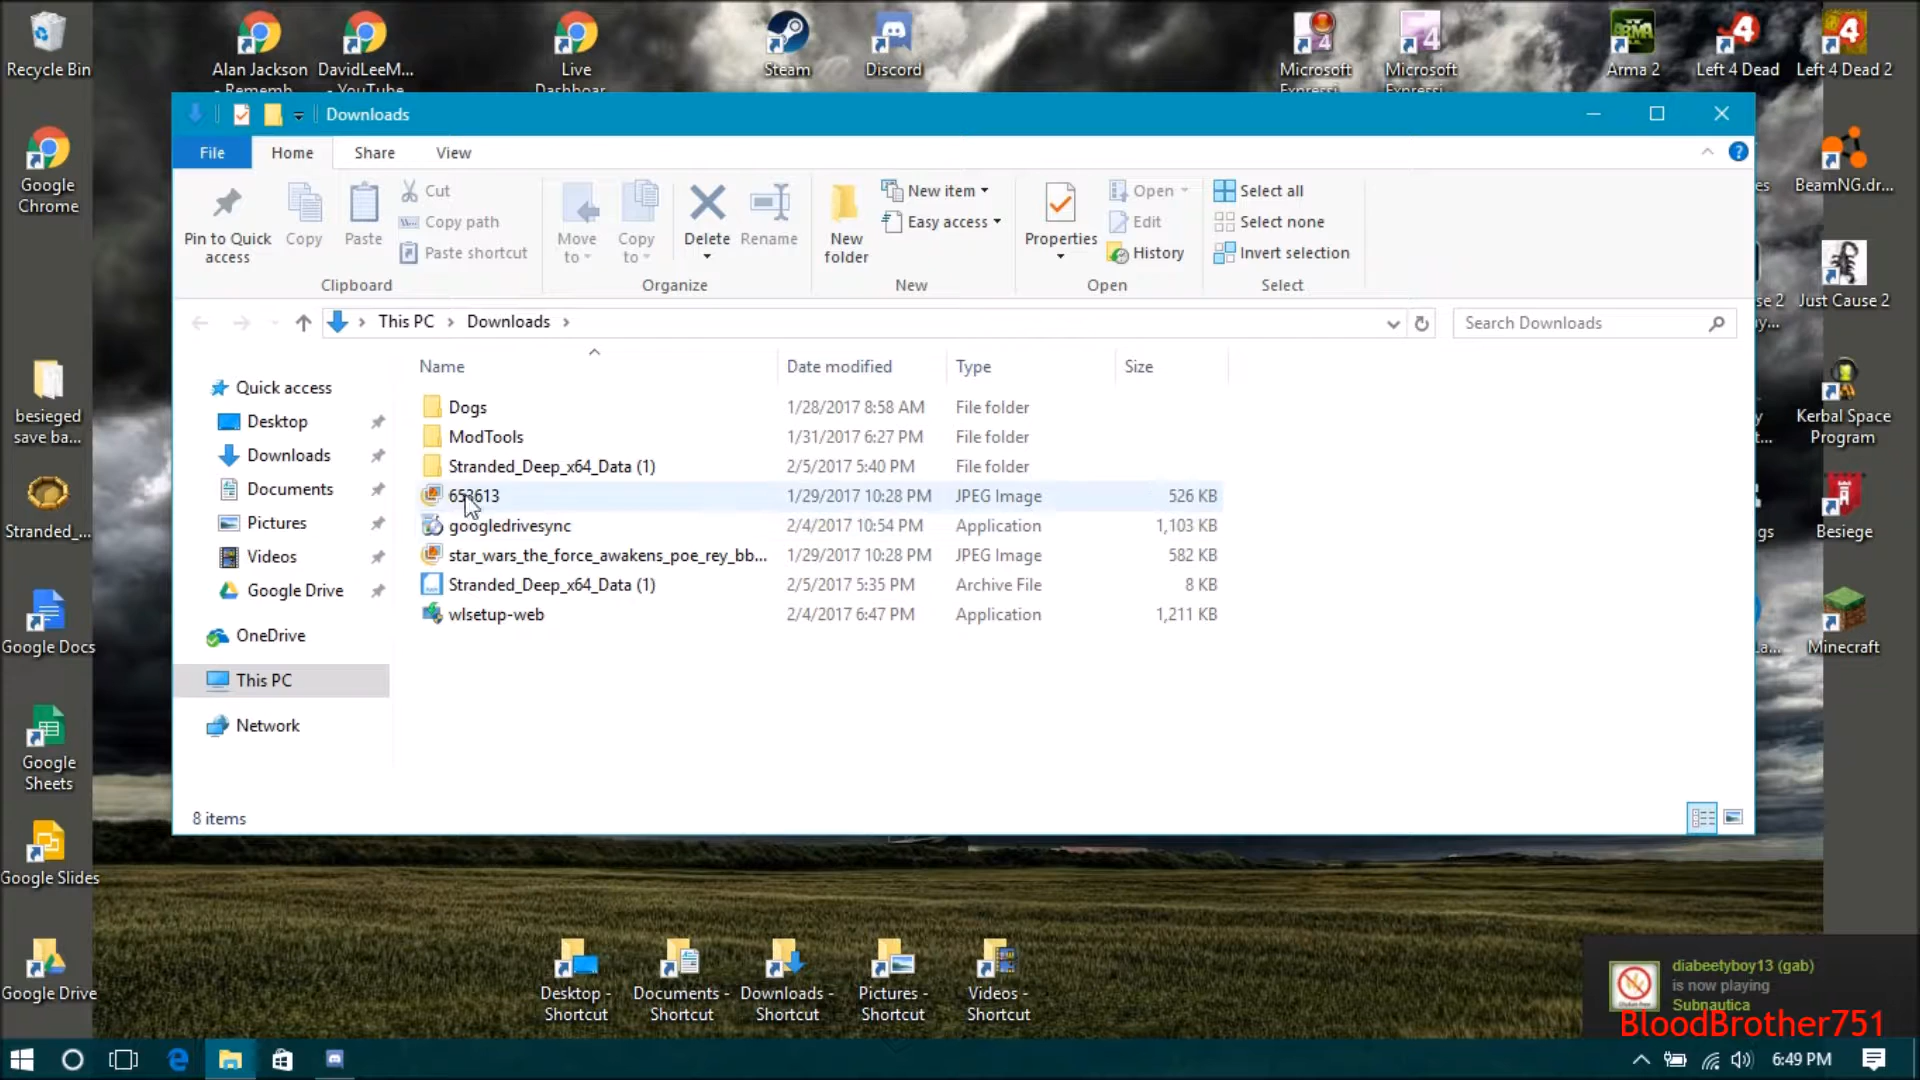 Recycle Bin
Alan Jackson - Rememb...
DavidLeeM... - YouTube
Live Dashboar...
Steam
Discord
Microsoft Expressi...
Microsoft Expressi...
Arma 2
Left 4 Dead
Left 4 Dead 2
Downloads
File
Home
Share
View
Pin to Quick access
Copy
Paste
Cut
Copy path
Paste shortcut
Clipboard
Move to
Copy to
Delete
Rename
Organize
New folder
New item
Easy access
New
Properties
Open
Edit
History
Open
Select all
Select none
Invert selection
Select
This PC
Downloads
Search Downloads
Name
Date modified
Type
Size
Quick access
Desktop
Downloads
Documents
Pictures
Videos
Google Drive
OneDrive
This PC
Network
Dogs 1/28/2017 8:58 AM File folder
ModTools 1/31/2017 6:27 PM File folder
Stranded_Deep_x64_Data (1) 2/5/2017 5:40 PM File folder
653613 1/29/2017 10:28 PM JPEG Image 526 KB
googledrivesync 2/4/2017 10:54 PM Application 1,103 KB
star_wars_the_force_awakens_poe_rey_bb... 1/29/2017 10:28 PM JPEG Image 582 KB
Stranded_Deep_x64_Data (1) 2/5/2017 5:35 PM Archive File 8 KB
wlsetup-web 2/4/2017 6:47 PM Application 1,211 KB
8 items
Google Chrome
besieged save ba...
Stranded_...
Google Docs
Google Sheets
Google Slides
Google Drive
BeamNG.dr...
Just Cause 2
Kerbal Space Program
Besiege
Minecraft
Desktop - Shortcut
Documents - Shortcut
Downloads - Shortcut
Pictures - Shortcut
Videos - Shortcut
diabeetyboy13 (gab)
is now playing
Subnautica
BloodBrother751
6:49 PM